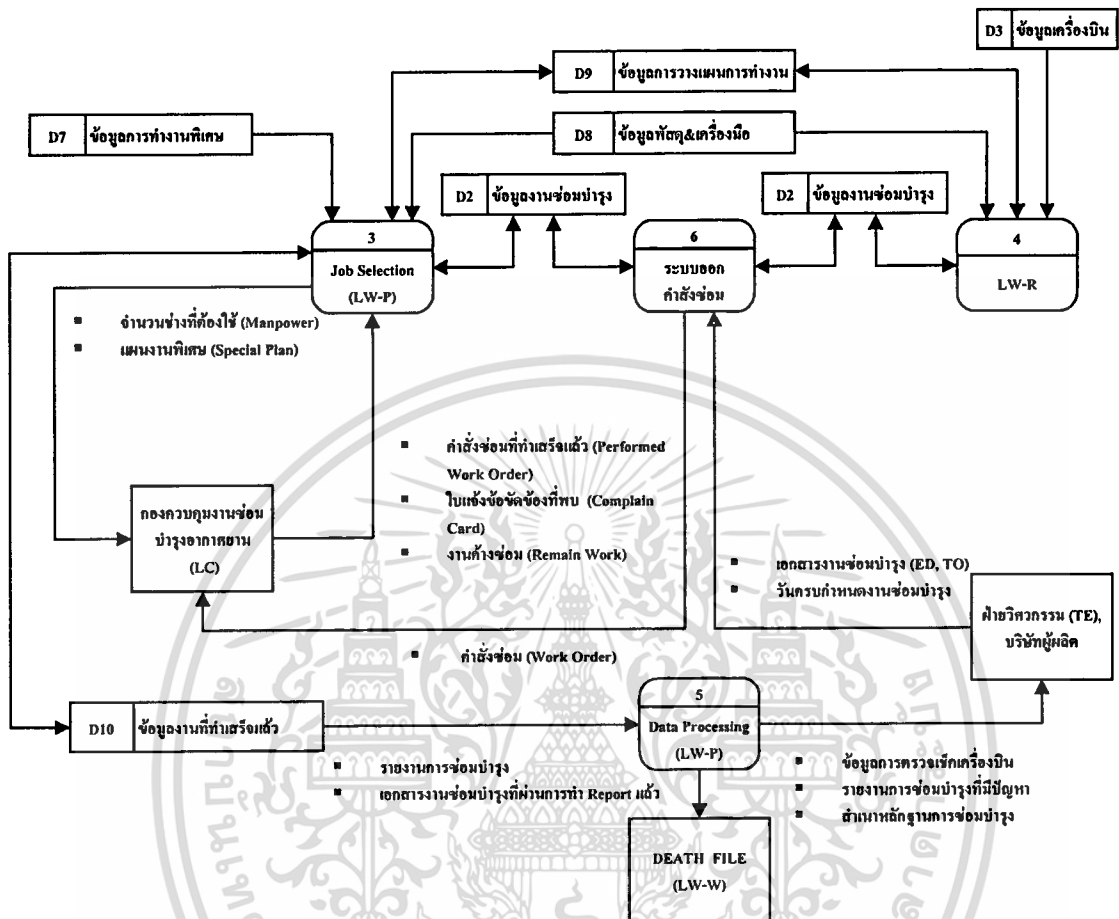 D3 ข้อมูลเครื่องบิน
D9 ข้อมูลการวางแผนการทำงาน
D7 ข้อมูลการทำงานพิเศษ
D8 ข้อมูลพัสดุ&เครื่องมือ
D2 ข้อมูลงานซ่อมบำรุง
D2 ข้อมูลงานซ่อมบำรุง
3
Job Selection
(LW-P)
6
ระบบออก
คำสั่งซ่อม
4
LW-R
▪ จำนวนช่างที่ต้องใช้ (Manpower)
▪ แผนงานพิเศษ (Special Plan)
▪ คำสั่งซ่อมที่ทำเสร็จแล้ว (Performed
Work Order)
▪ ใบแจ้งข้อขัดข้องที่พบ (Complain
Card)
▪ งานค้างซ่อม (Remain Work)
กองควบคุมงานซ่อม
บำรุงอากาศยาน
(LC)
▪ เอกสารงานซ่อมบำรุง (ED, TO)
▪ วันครบกำหนดงานซ่อมบำรุง
ฝ่ายวิศวกรรม (TE),
บริษัทผู้ผลิต
▪ คำสั่งซ่อม (Work Order)
D10 ข้อมูลงานที่ทำเสร็จแล้ว
5
Data Processing
(LW-P)
▪ รายงานการซ่อมบำรุง
▪ เอกสารงานซ่อมบำรุงที่ผ่านการทำ Report แล้ว
▪ ข้อมูลการตรวจเช็คเครื่องบิน
▪ รายงานการซ่อมบำรุงที่มีปัญหา
▪ สำเนาหลักฐานการซ่อมบำรุง
DEATH FILE
(LW-W)